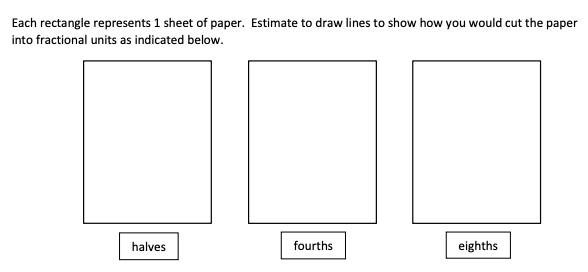 Each rectangle represents 1 sheet of paper.  Estimate to draw lines to show how you would cut the paper
into fractional units as indicated below.
halves
fourths
eighths